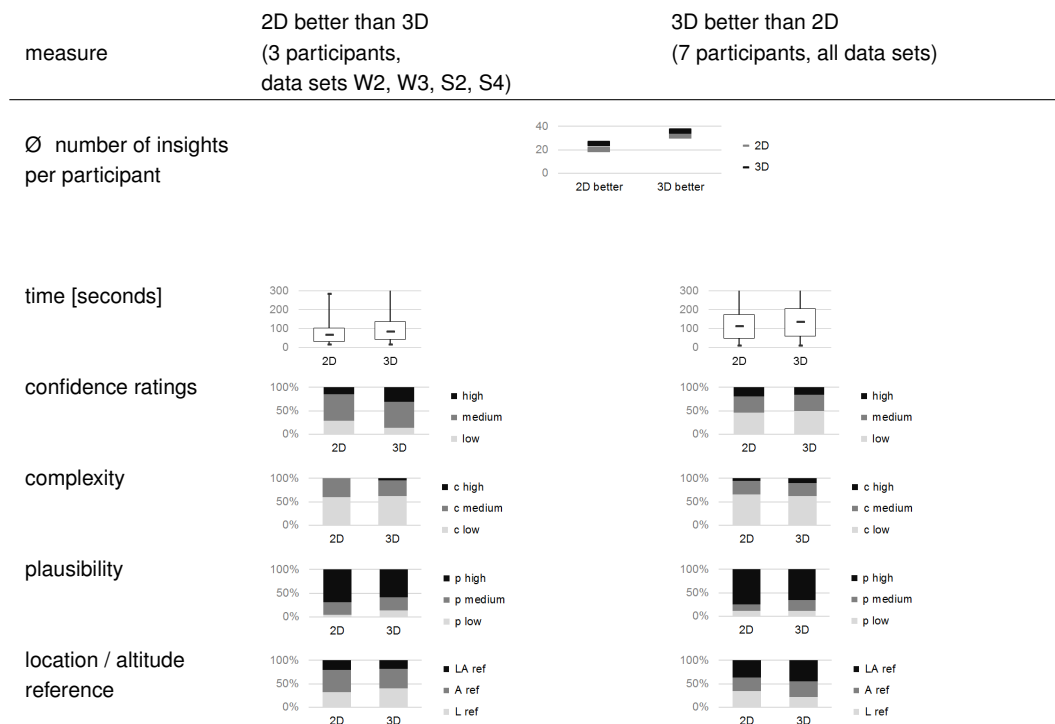 2D better than 3D
3D better than 2D
measure
(3 participants,
(7 participants, all data sets)
data sets W2, W3, S2, S4)
Ø number of insights
per participant
40
20
0
2D better
3D better
2D
3D
time [seconds]
300
200
100
0
2D
3D
300
200
100
0
2D
3D
confidence ratings
100%
50%
0%
2D
3D
high
medium
low
100%
50%
0%
2D
3D
high
medium
low
complexity
100%
50%
0%
2D
3D
c high
c medium
c low
100%
50%
0%
2D
3D
c high
c medium
c low
plausibility
100%
50%
0%
2D
3D
p high
p medium
p low
100%
50%
0%
2D
3D
p high
p medium
p low
location / altitude
reference
100%
50%
0%
2D
3D
LA ref
A ref
L ref
100%
50%
0%
2D
3D
LA ref
A ref
L ref